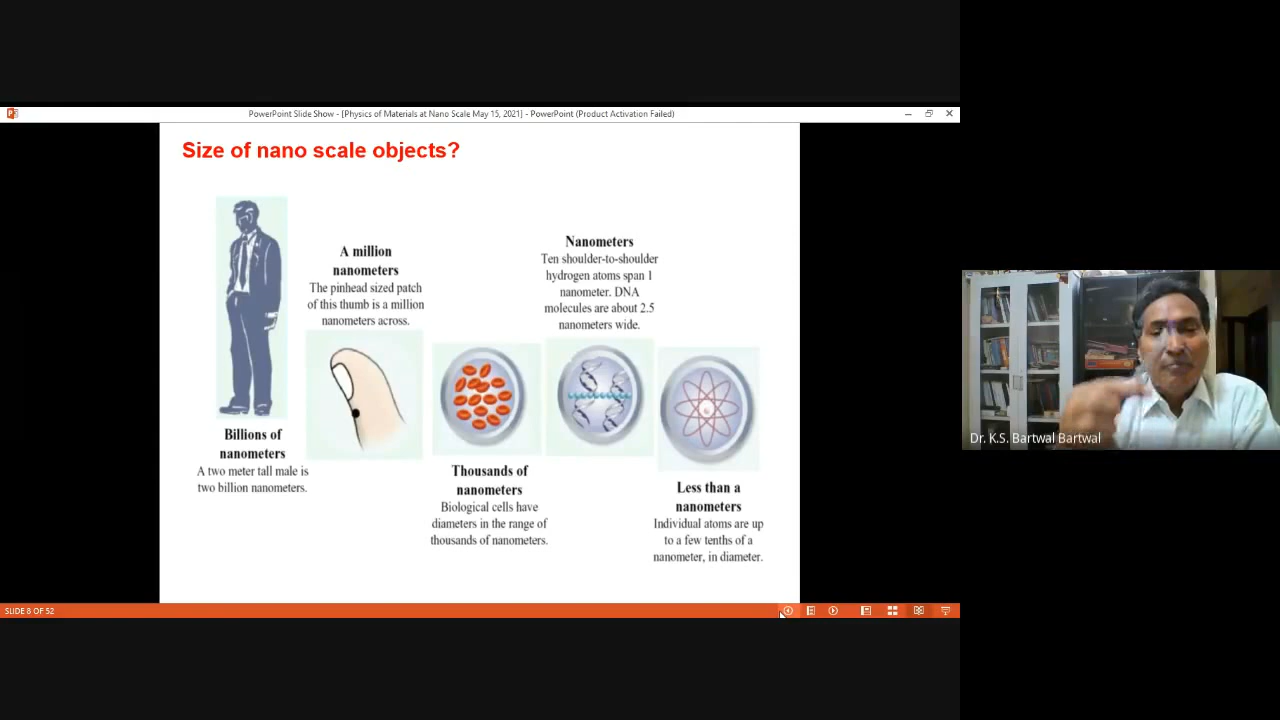 PowerPoint Slide Show - [Physics of Materials at Nano Scale May 15, 2021] - PowerPoint (Product Activation Failed)
Size of nano scale objects?
Billions of
nanometers
A two meter tall male is
two billion nanometers.
A million
nanometers
The pinhead sized patch
of this thumb is a million
nanometers across.
Thousands of
nanometers
Biological cells have
diameters in the range of
thousands of nanometers.
Nanometers
Ten shoulder-to-shoulder
hydrogen atoms span 1
nanometer. DNA
molecules are about 2.5
nanometers wide.
Less than a
nanometers
Individual atoms are up
to a few tenths of a
nanometer, in diameter.
SLIDE 8 OF 52
Dr. K.S. Bartwal Bartwal